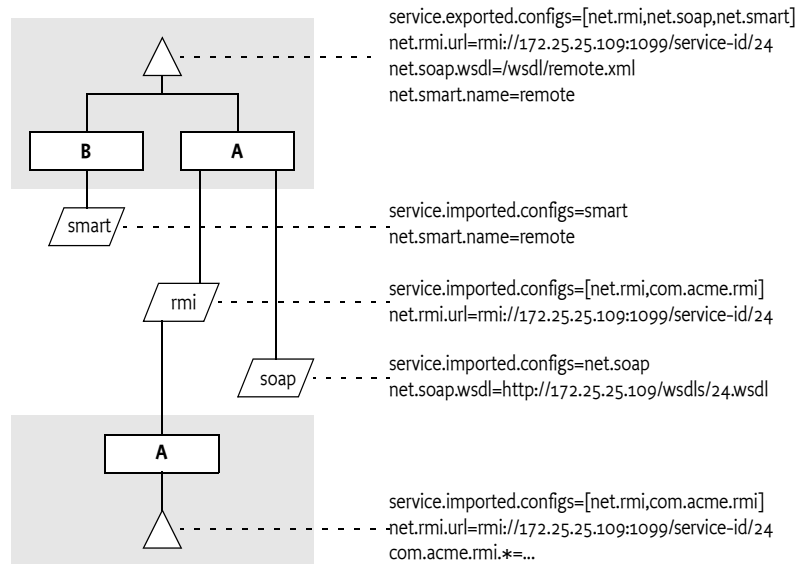 service.exported.configs=[net.rmi,net.soap,net.smart]
net.rmi.url=rmi://172.25.25.109:1099/service-id/24
net.soap.wsdl=/wsdl/remote.xml
net.smart.name=remote
B
A
smart
service.imported.configs=smart
net.smart.name=remote
rmi
service.imported.configs=[net.rmi,com.acme.rmi]
net.rmi.url=rmi://172.25.25.109:1099/service-id/24
soap
service.imported.configs=net.soap
net.soap.wsdl=http://172.25.25.109/wsdls/24.wsdl
A
service.imported.configs=[net.rmi,com.acme.rmi]
net.rmi.url=rmi://172.25.25.109:1099/service-id/24
com.acme.rmi.*=...